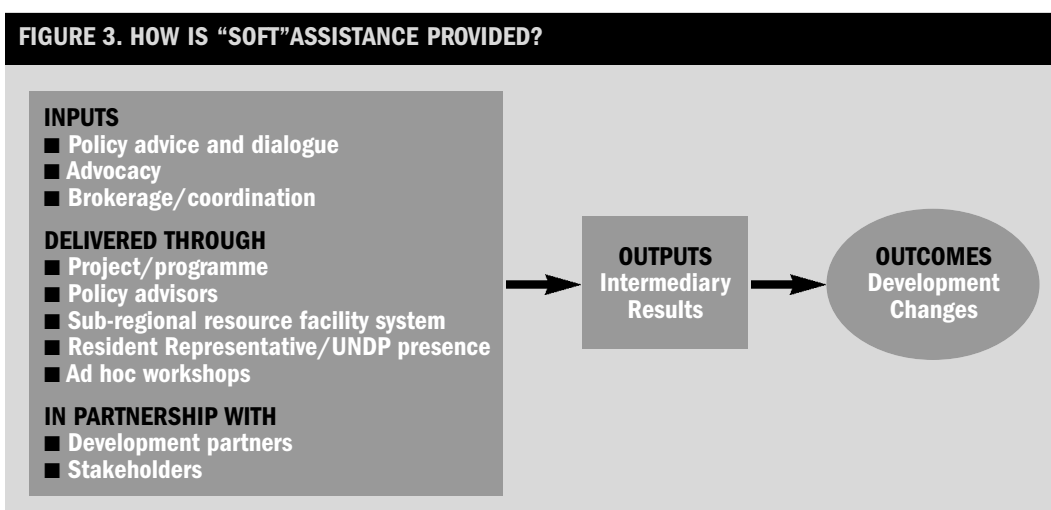 FIGURE 3. HOW IS “SOFT”ASSISTANCE PROVIDED?
INPUTS
■ Policy advice and dialogue
■ Advocacy
■ Brokerage/coordination
DELIVERED THROUGH
■ Project/programme
■ Policy advisors
■ Sub-regional resource facility system
■ Resident Representative/UNDP presence
■ Ad hoc workshops
IN PARTNERSHIP WITH
■ Development partners
■ Stakeholders
OUTPUTS
Intermediary
Results
OUTCOMES
Development
Changes